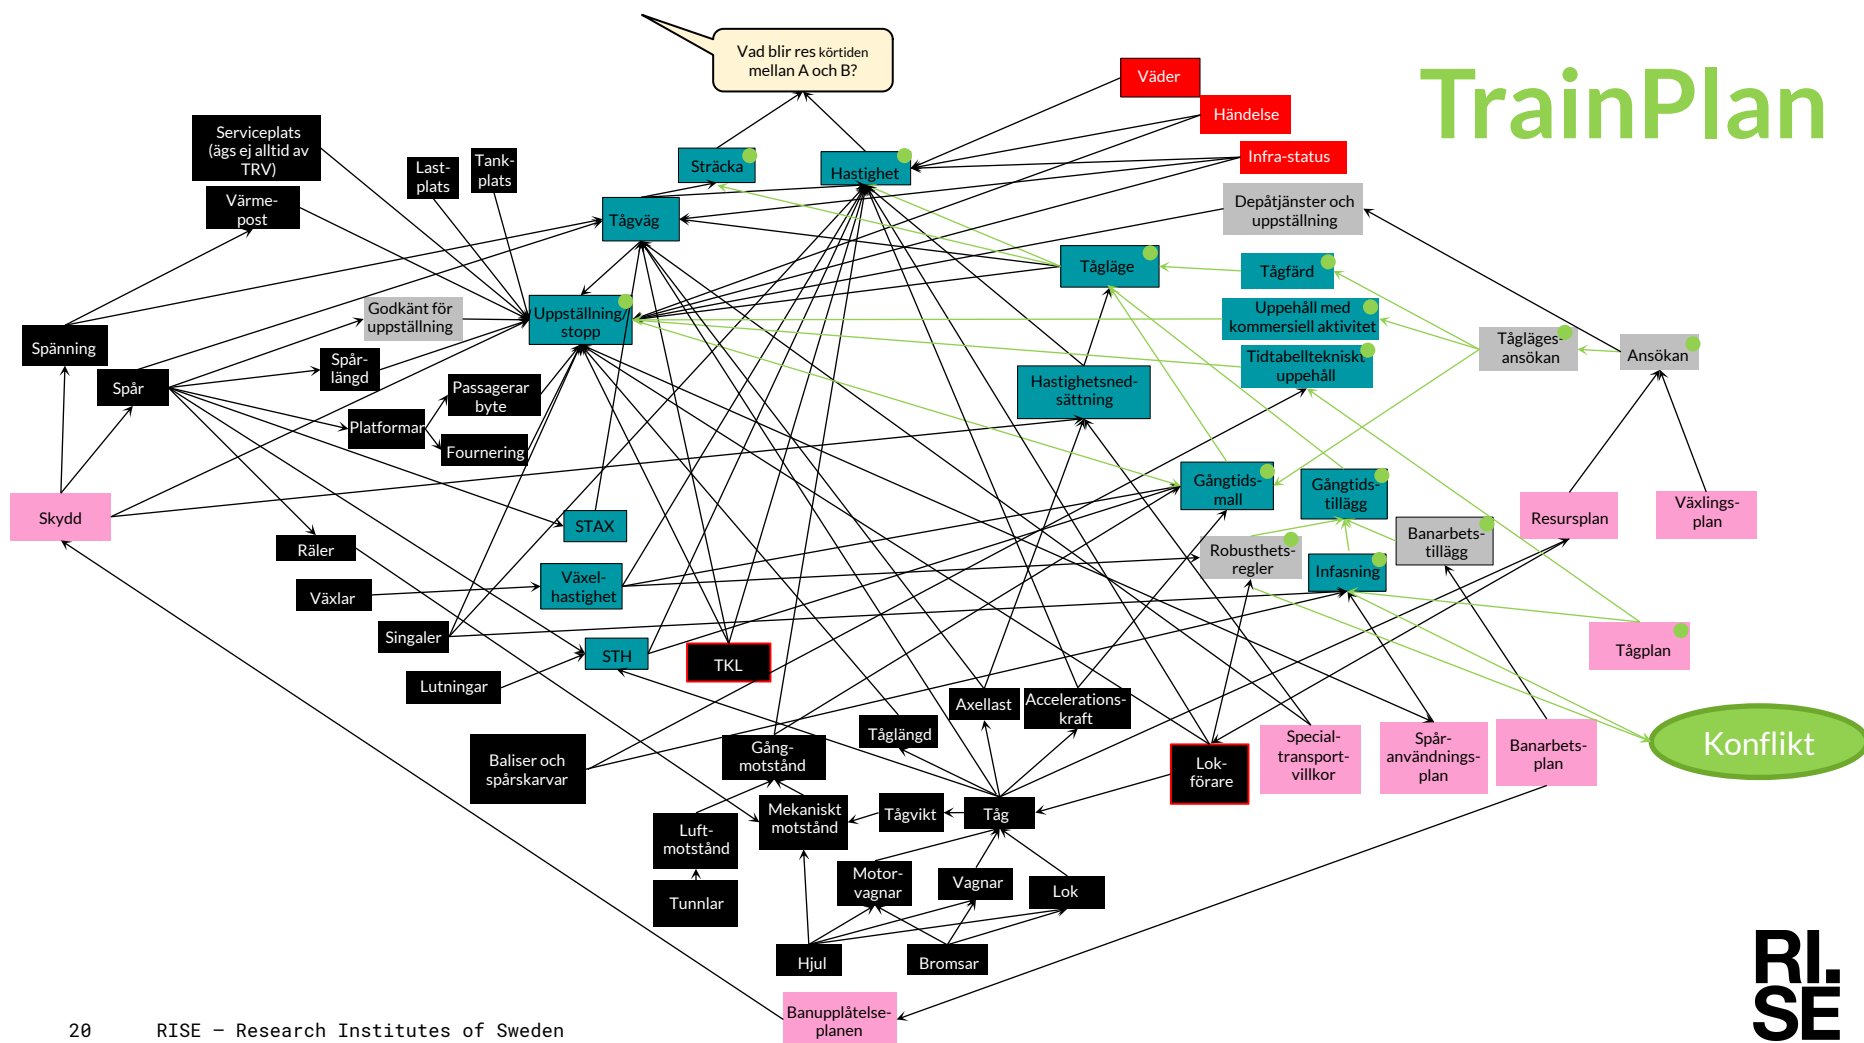 Vad blir res körtiden
mellan A och B?
TrainPlan
Väder
Händelse
Infra-status
Serviceplats
(ägs ej alltid av
TRV)
Last-
plats
Tank-
plats
Sträcka
Hastighet
Värme-
post
Tågväg
Depåtjänster och
uppställning
Tågläge
Tågfärd
Godkänt för
uppställning
Uppställning/
stopp
Uppehåll med
kommersiell aktivitet
Tågläges-
ansökan
Ansökan
Spänning
Spår
Spår-
längd
Passagerar
byte
Tidtabelltekniskt
uppehåll
Hastighetsned-
sättning
Platformar
Fournering
Skydd
STAX
Gångtids-
mall
Gångtids-
tillägg
Resursplan
Växlings-
plan
Räler
Växlar
Växel-
hastighet
Robusthets-
regler
Banarbets-
tillägg
Infasning
Singaler
STH
TKL
Tågplan
Lutningar
Axellast
Accelerations-
kraft
Tåglängd
Baliser och
spårskarvar
Gång-
motstånd
Lok-
förare
Special-
transport-
villkor
Spår-
användnings-
plan
Banarbets-
plan
Konflikt
Luft-
motstånd
Mekaniskt
motstånd
Tågvikt
Tåg
Tunnlar
Motor-
vagnar
Vagnar
Lok
Hjul
Bromsar
Banupplåtelse-
planen
20 RISE — Research Institutes of Sweden
RI.
SE